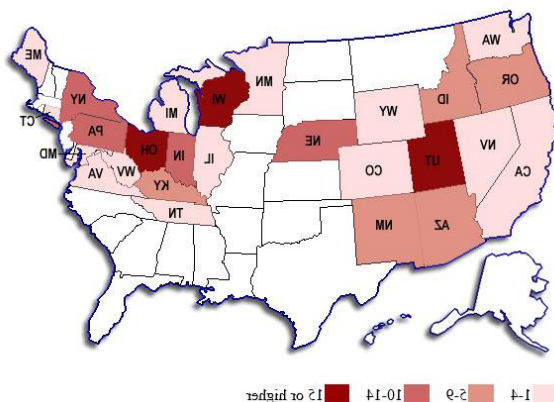 ME
WA
MN
OR
NY
ID
MI
WI
CT
WY
PA
NE
NV
MD
OH
IN
IL
UT
CO
CA
VA
WV
KY
TN
NM
AZ
1-4
5-9
10-14
15 or higher